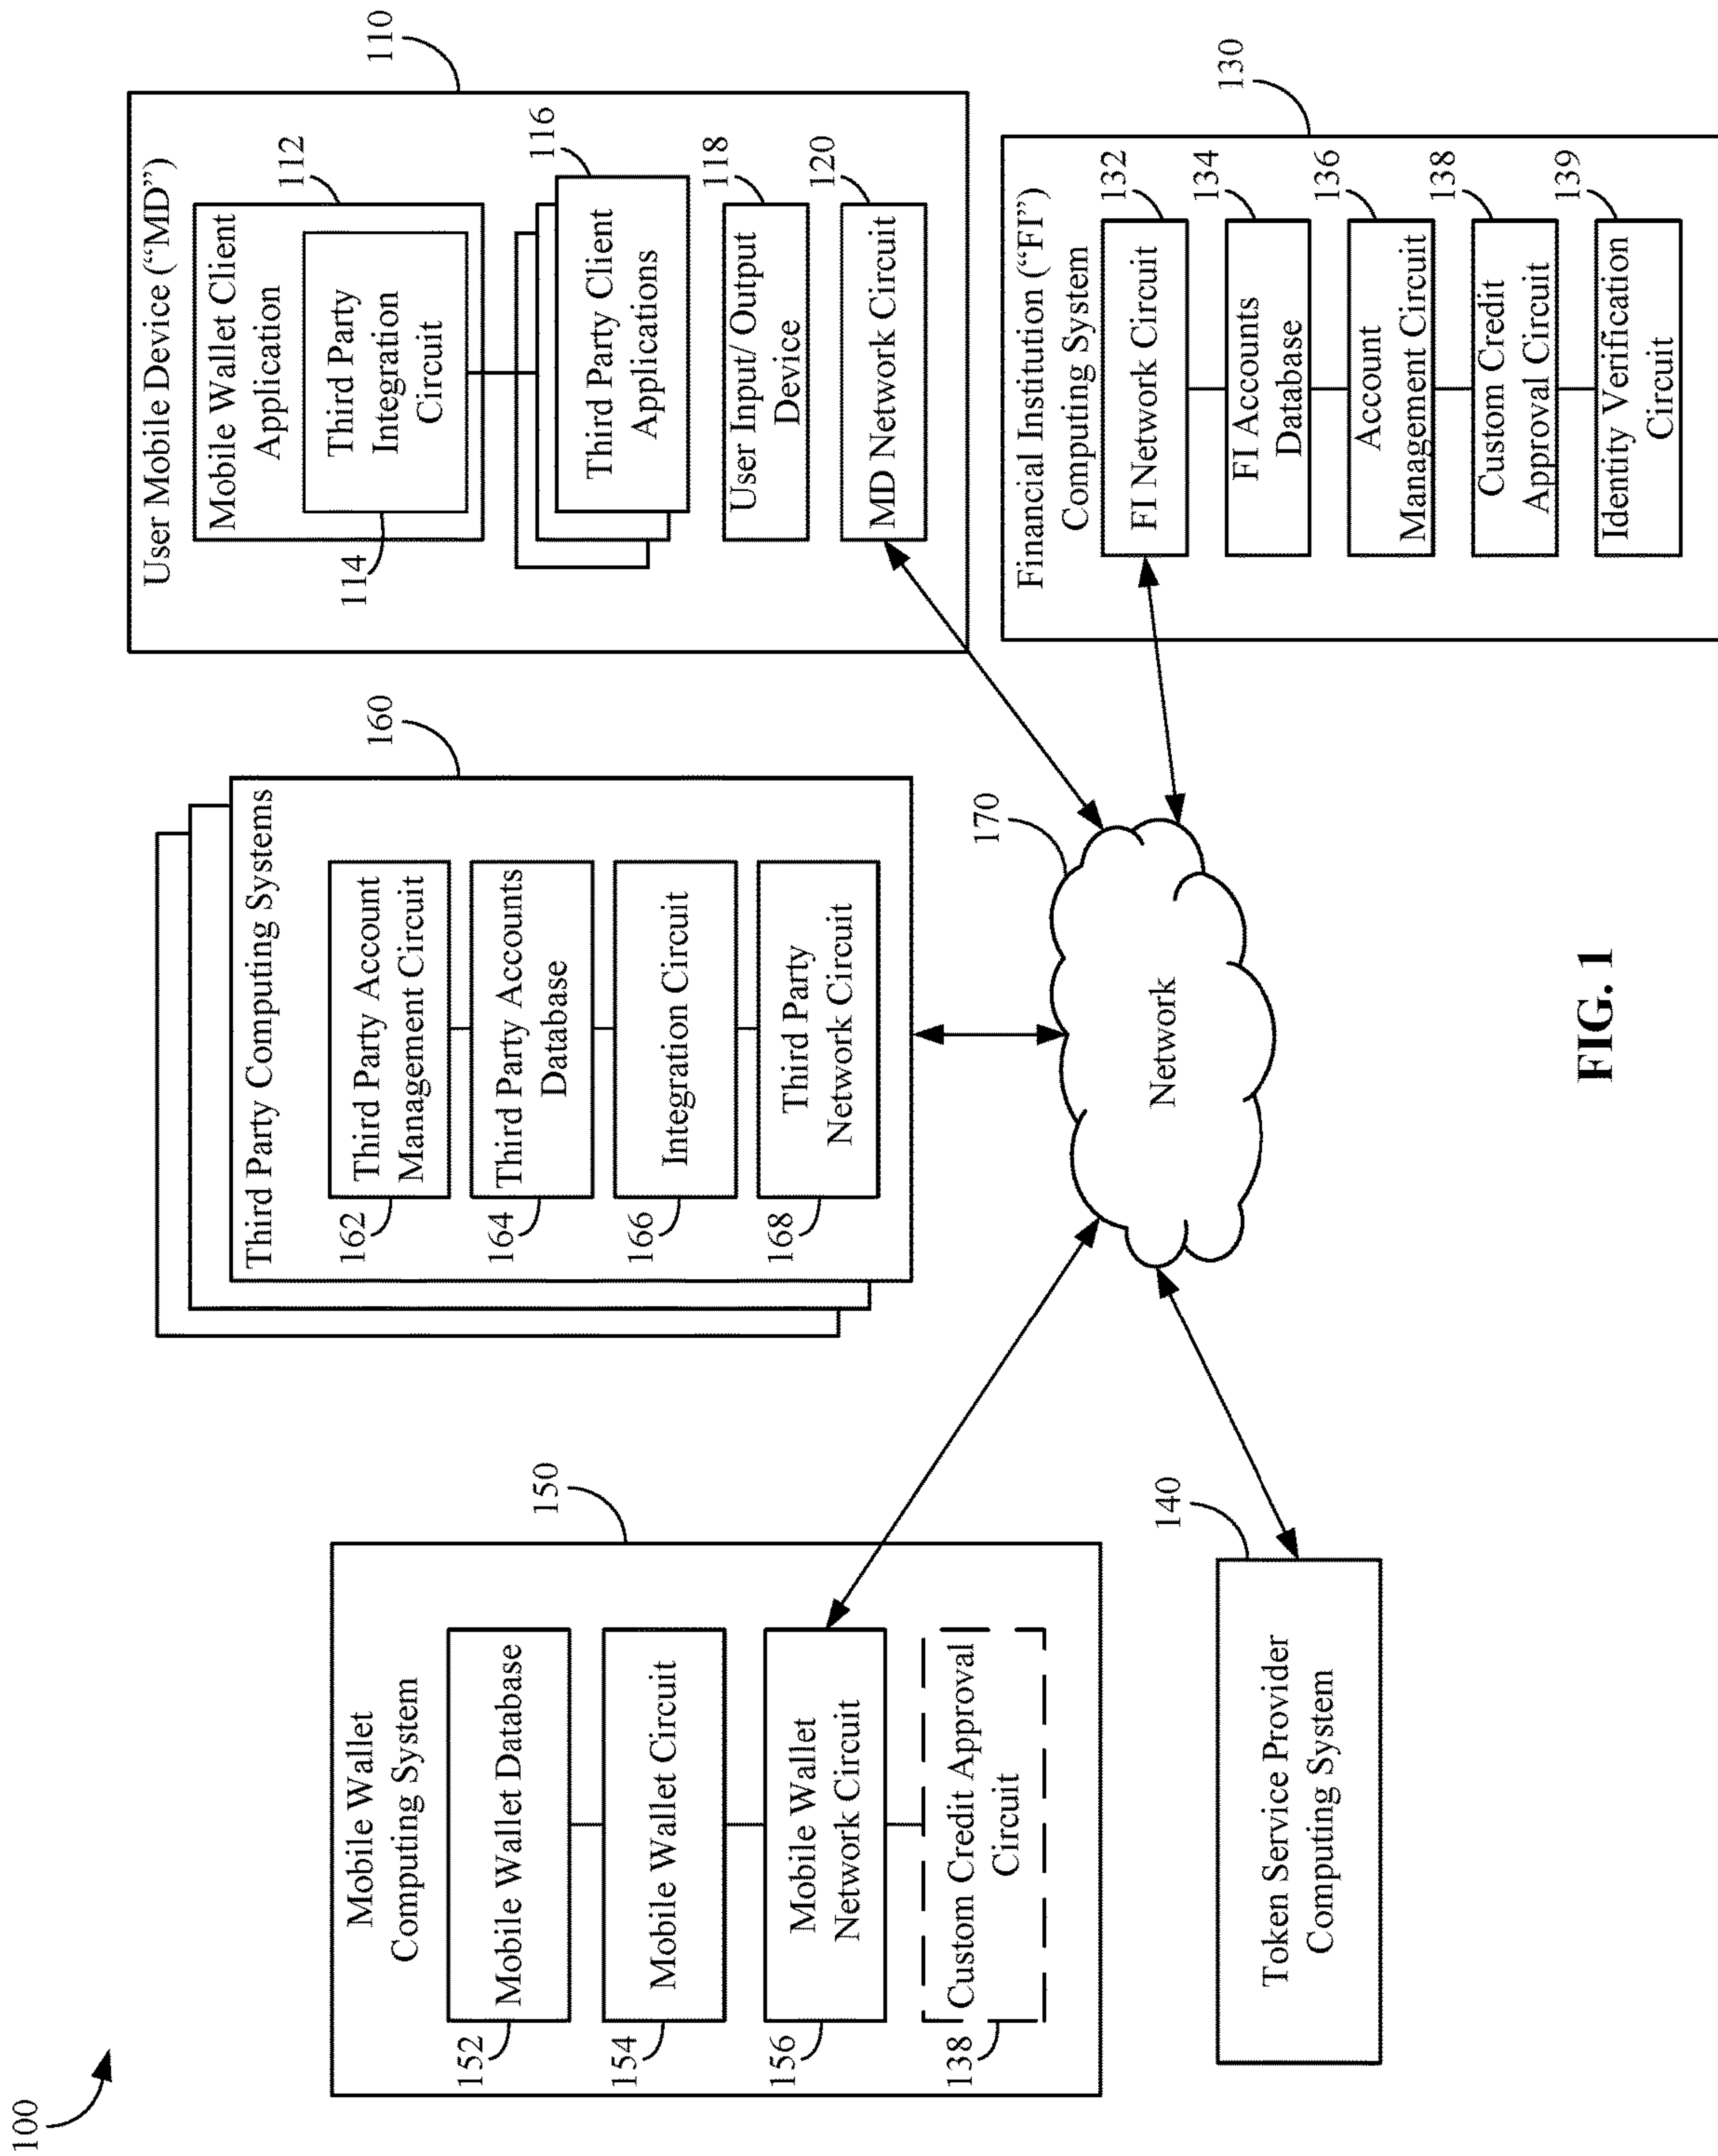 100
Mobile Wallet
Computing System
150
152
Mobile Wallet Database
154
Mobile Wallet Circuit
156
Mobile Wallet
Network Circuit
138
Custom Credit Approval
Circuit
140
Token Service Provider
Computing System
Third Party Computing Systems
160
162
Third Party Account
Management Circuit
164
Third Party Accounts
Database
166
Integration Circuit
168
Third Party
Network Circuit
170
Network
User Mobile Device (“MD”)
110
Mobile Wallet Client
Application
112
114
Third Party
Integration
Circuit
116
Third Party Client
Applications
118
User Input/ Output
Device
120
MD Network Circuit
Financial Institution (“FI”)
Computing System
130
132
FI Network Circuit
134
FI Accounts
Database
136
Account
Management Circuit
138
Custom Credit
Approval Circuit
139
Identity Verification
Circuit
FIG. 1